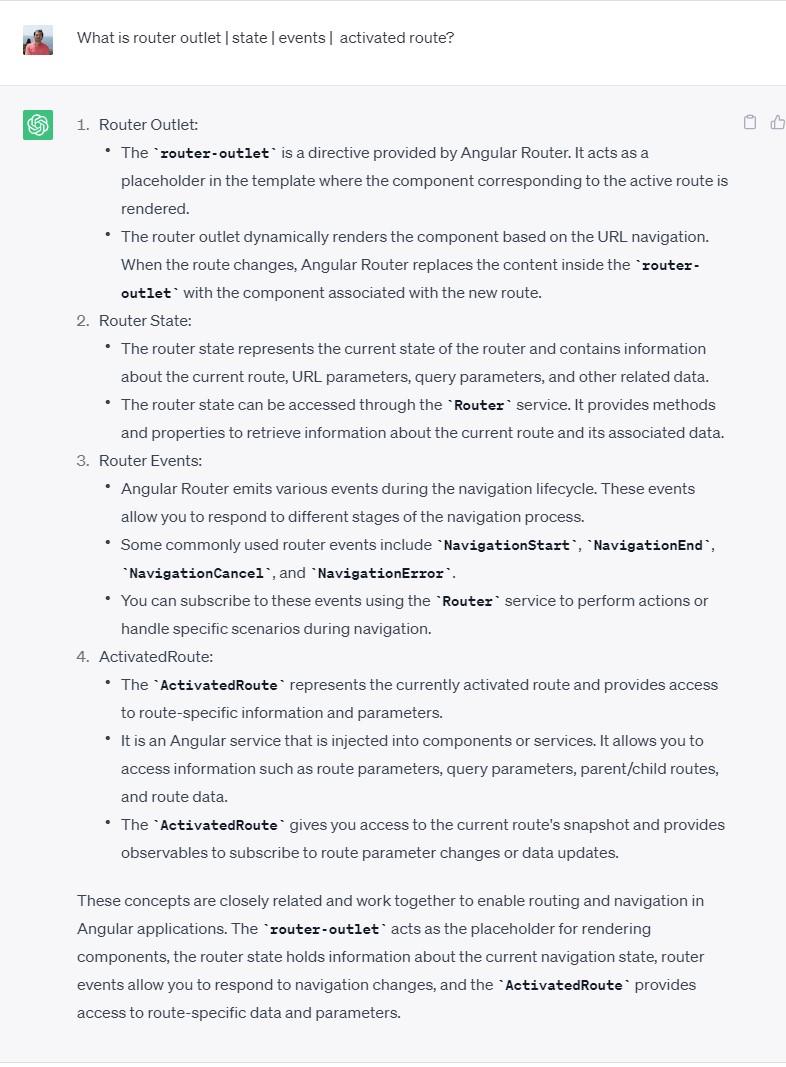 What is router outlet | state | events |  activated route?
1. Router Outlet:
• The `router-outlet` is a directive provided by Angular Router. It acts as a
placeholder in the template where the component corresponding to the active route is
rendered.
• The router outlet dynamically renders the component based on the URL navigation.
When the route changes, Angular Router replaces the content inside the `router-
outlet` with the component associated with the new route.
2. Router State:
• The router state represents the current state of the router and contains information
about the current route, URL parameters, query parameters, and other related data.
• The router state can be accessed through the `Router` service. It provides methods
and properties to retrieve information about the current route and its associated data.
3. Router Events:
• Angular Router emits various events during the navigation lifecycle. These events
allow you to respond to different stages of the navigation process.
• Some commonly used router events include `NavigationStart`, `NavigationEnd`,
`NavigationCancel`, and `NavigationError`.
• You can subscribe to these events using the `Router` service to perform actions or
handle specific scenarios during navigation.
4. ActivatedRoute:
• The `ActivatedRoute` represents the currently activated route and provides access
to route-specific information and parameters.
• It is an Angular service that is injected into components or services. It allows you to
access information such as route parameters, query parameters, parent/child routes,
and route data.
• The `ActivatedRoute` gives you access to the current route's snapshot and provides
observables to subscribe to route parameter changes or data updates.
These concepts are closely related and work together to enable routing and navigation in
Angular applications. The `router-outlet` acts as the placeholder for rendering
components, the router state holds information about the current navigation state, router
events allow you to respond to navigation changes, and the `ActivatedRoute` provides
access to route-specific data and parameters.